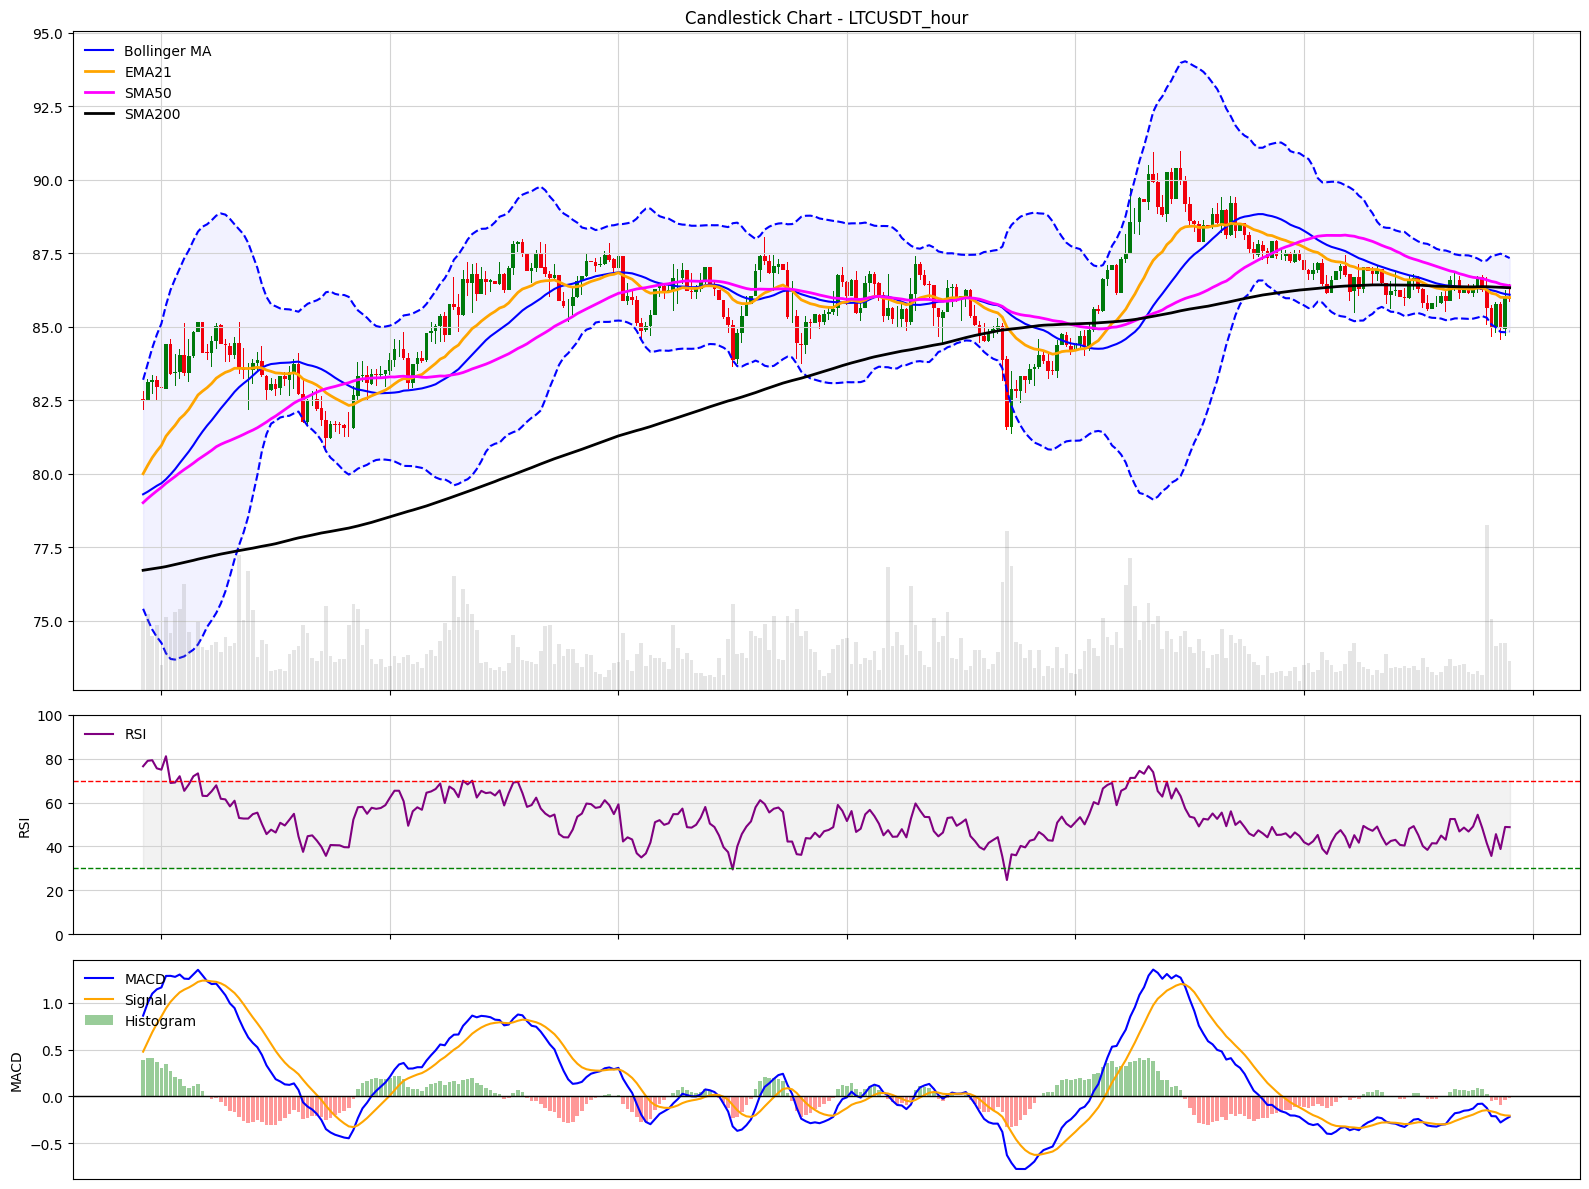 Candlestick Chart - LTCUSDT_hour
95.0
92.5
90.0
87.5
85.0
82.5
80.0
77.5
75.0
Bollinger MA
EMA21
SMA50
SMA200
100
80
60
40
20
0
RSI
RSI
1.0
0.5
0.0
−0.5
MACD
MACD
Signal
Histogram